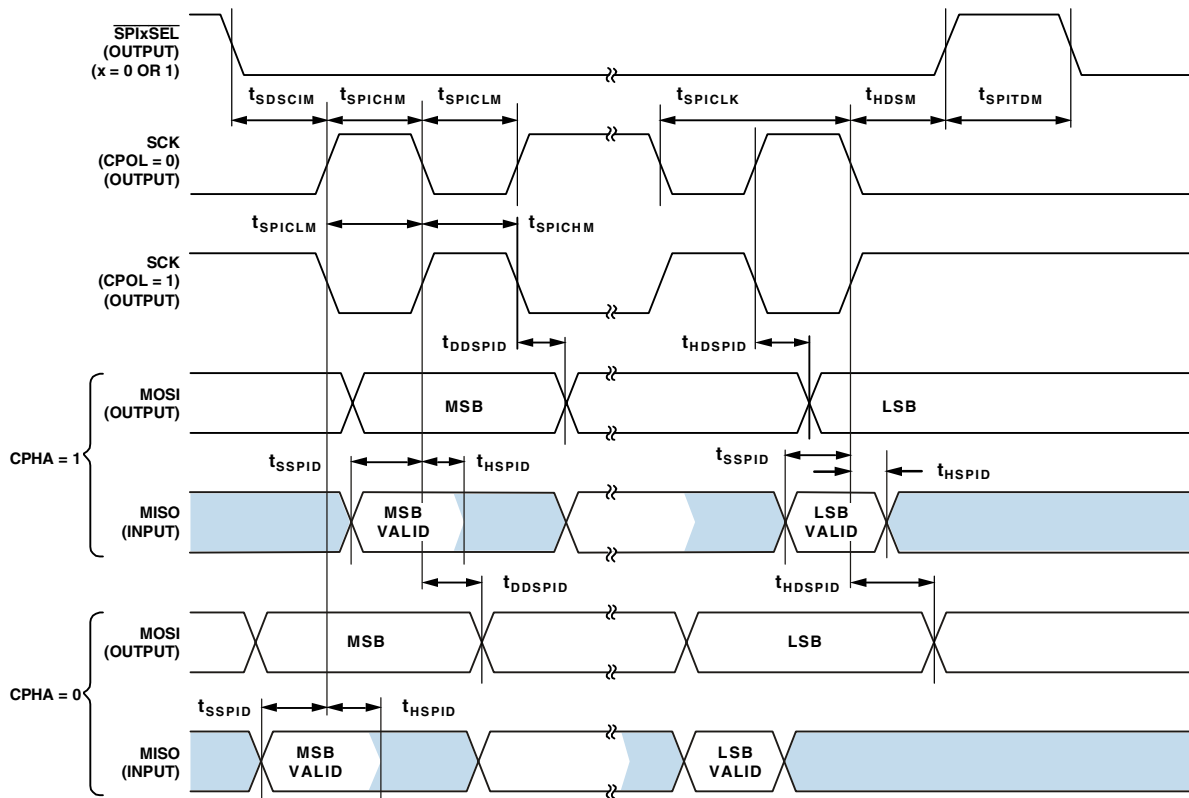 SPIxSEL
(OUTPUT)
(x = 0 OR 1)
tSDSCIM tSPICHM tSPICLM tSPICLK tHDSM tSPITDM
SCK
(CPOL = 0)
(OUTPUT)
tSPICLM tSPICHM
SCK
(CPOL = 1)
(OUTPUT)
tDDSPID tHDSPID
CPHA = 1
MOSI
(OUTPUT)
MSB LSB
tSSPID tHSPID tSSPID tHSPID
MISO
(INPUT)
MSB
VALID
LSB
VALID
tDDSPID tHDSPID
CPHA = 0
MOSI
(OUTPUT)
MSB LSB
tSSPID tHSPID
MISO
(INPUT)
MSB
VALID
LSB
VALID